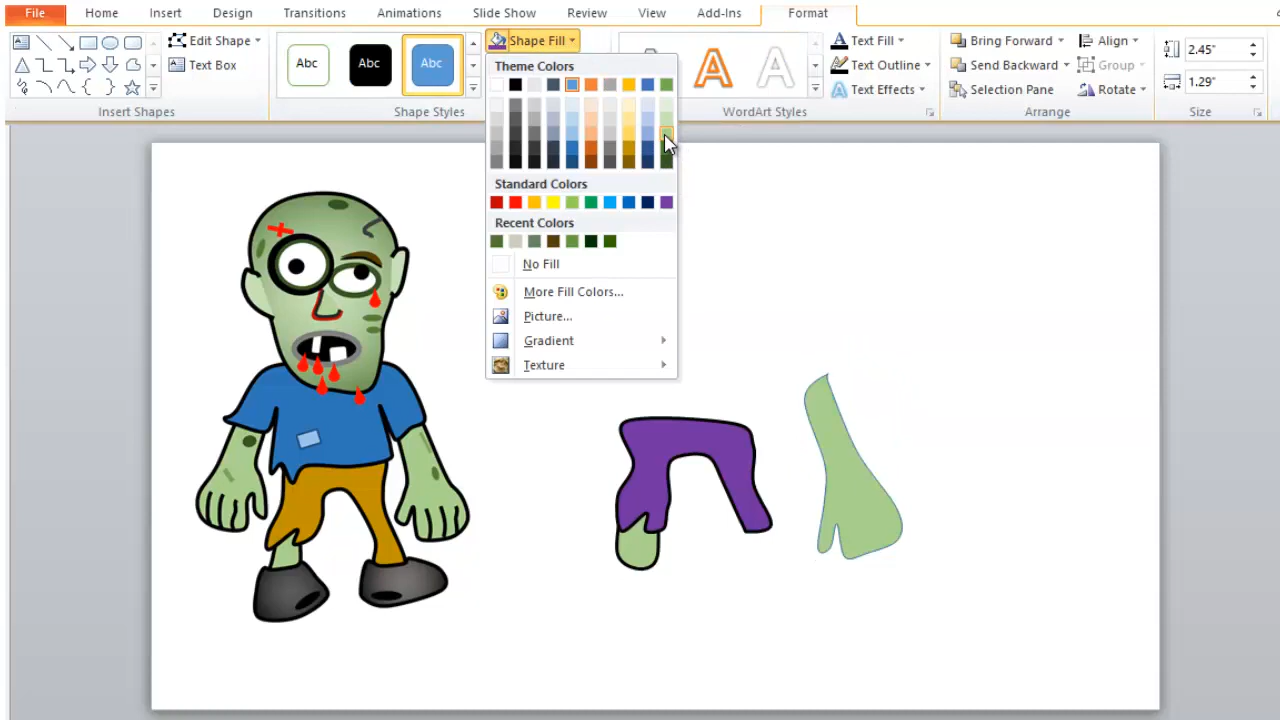 File Home Insert Design Transitions Animations Slide Show Review View Add-Ins Format
Edit Shape
Text Box
Insert Shapes
Abc Abc Abc
Shape Styles
Shape Fill
Theme Colors
Standard Colors
Recent Colors
No Fill
More Fill Colors...
Picture...
Gradient
Texture
A A
WordArt Styles
Text Fill
Text Outline
Text Effects
Bring Forward
Send Backward
Selection Pane
Align
Group
Rotate
Arrange
2.45"
1.29"
Size